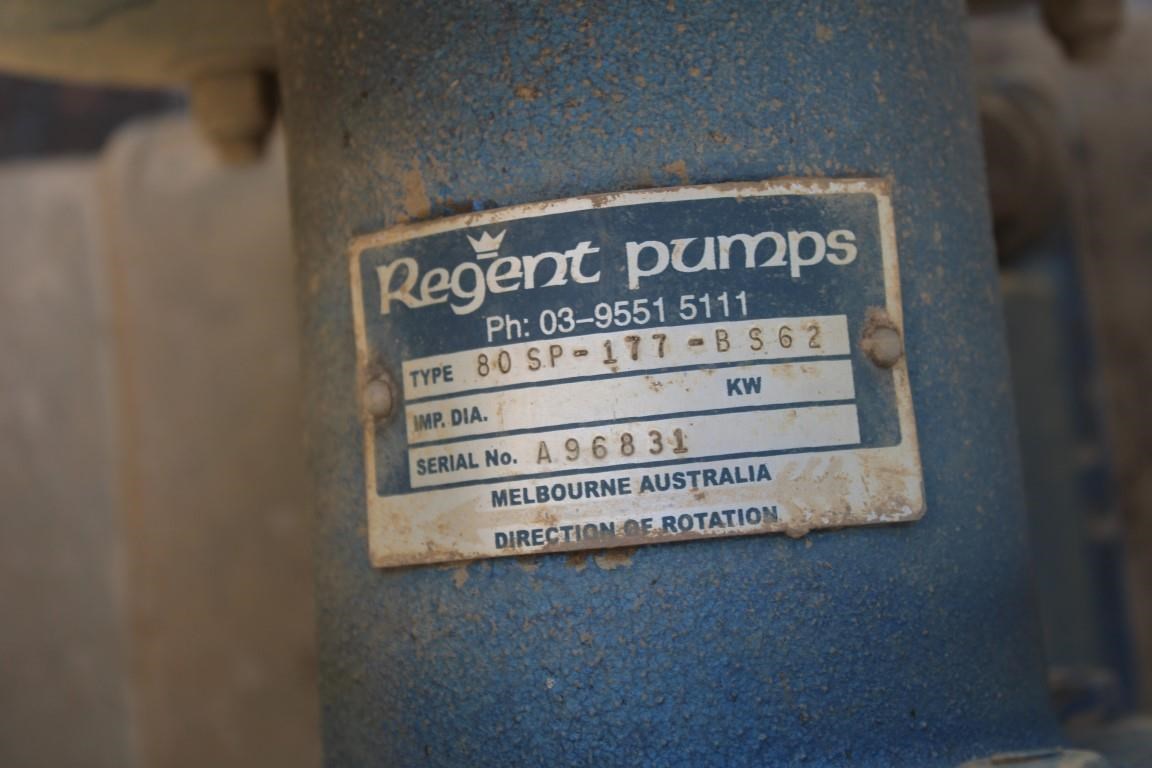 Regent pumps
Ph: 03-9551 5111
TYPE 80SP-177-BS62
IMP. DIA. KW
SERIAL No. A96831
MELBOURNE AUSTRALIA
DIRECTION OF ROTATION